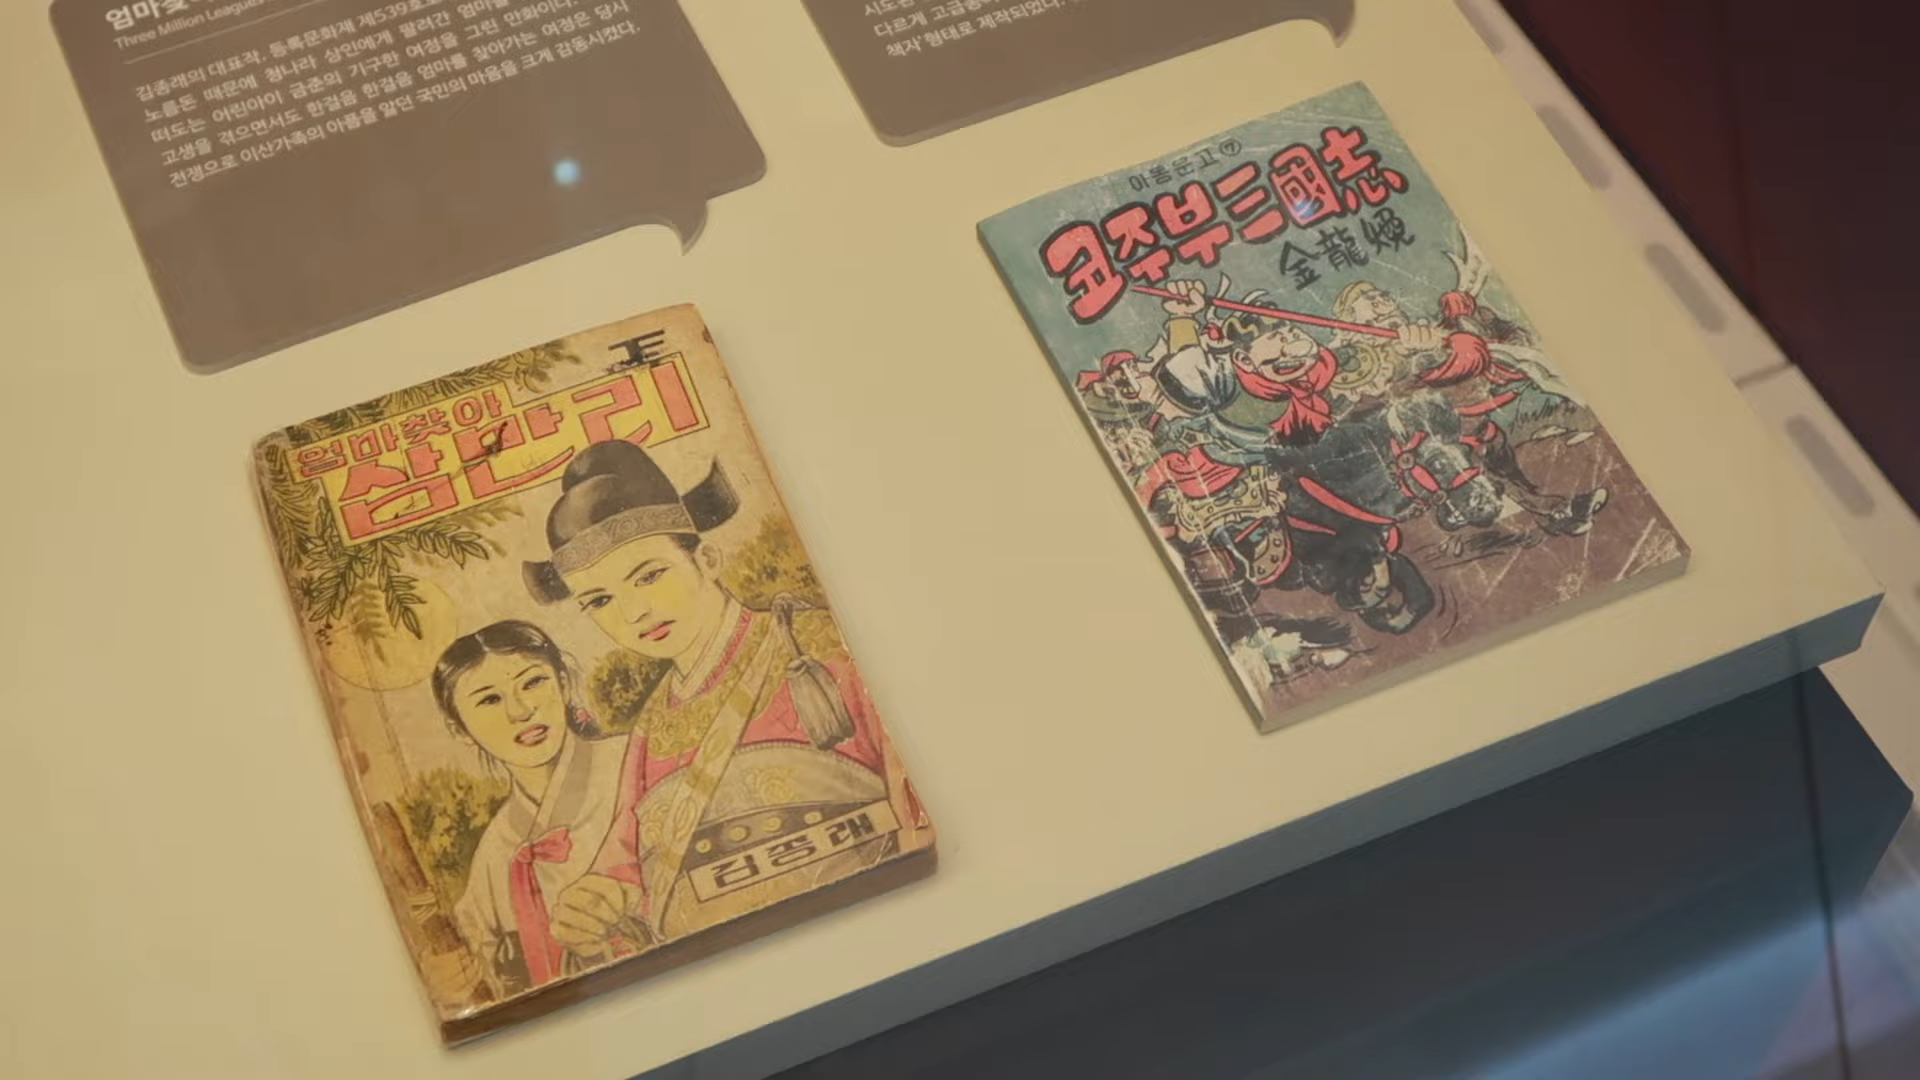 엄마찾
Three Million Leagues
김종래의 대표작. 등록문화재 제539호로
노름돈 때문에 청나라 상인에게 팔려간 엄마를
떠도는 어린아이 금준의 기구한 여정을 그린 만화이다.
고생을 겪으면서도 한걸음 한걸음 엄마를 찾아가는 여정은 당시
전쟁으로 이산가족의 아픔을 앓던 국민의 마음을 크게 감동시켰다.
다르게 고급
책자' 형태로 제작되었다.
엄마찾아
삼만리
김종래
아동문고 ⑦
코주부三國志
金龍煥